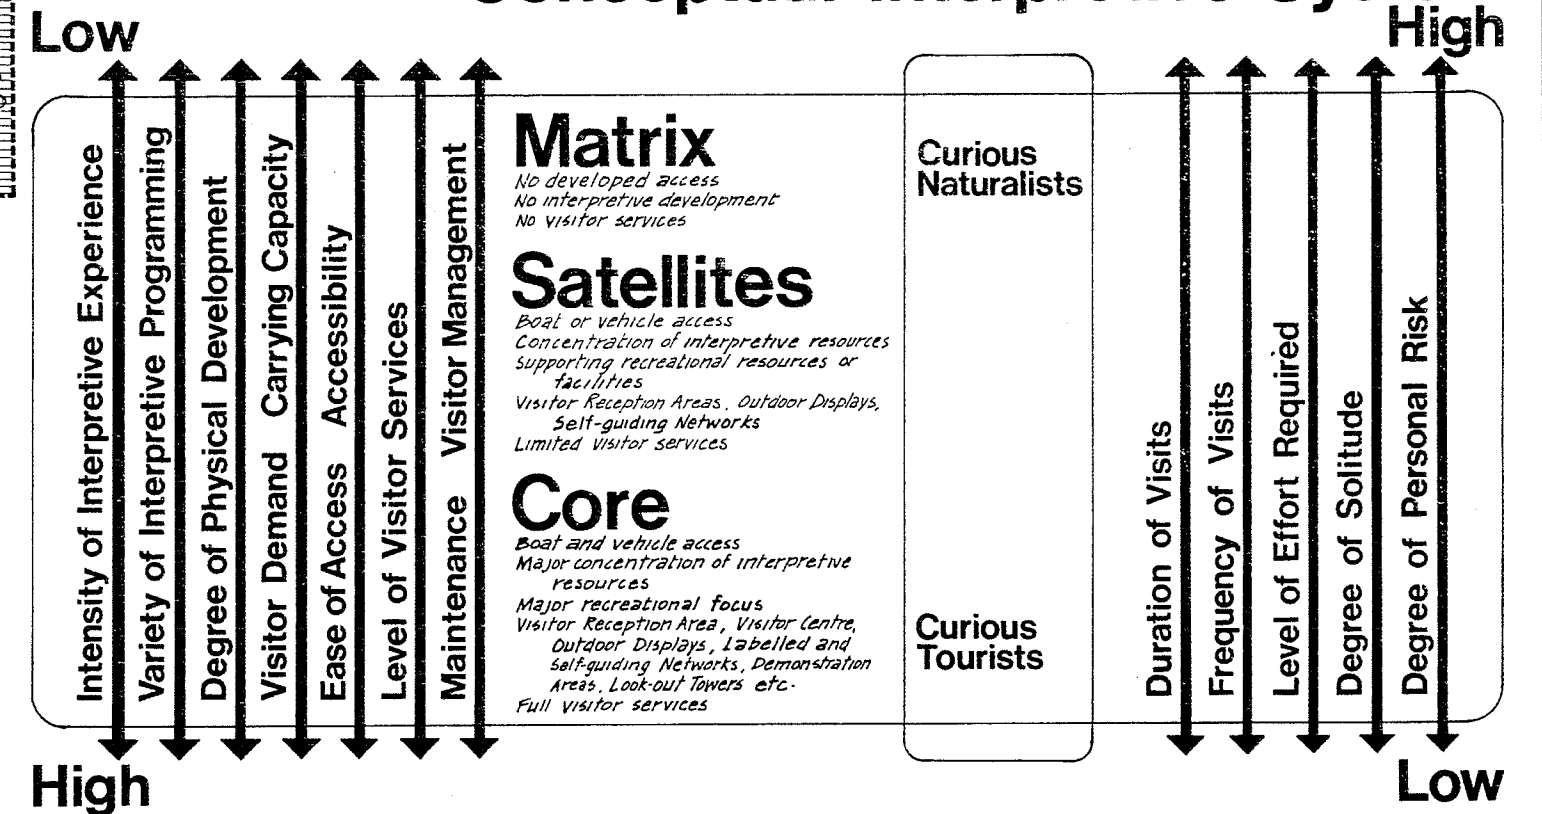 Conceptual Interpretive
Low
High
Intensity of Interpretive Experience
Variety of Interpretive Programming
Degree of Physical Development
Visitor Demand Carrying Capacity
Ease of Access Accessibility
Level of Visitor Services
Maintenance Visitor Management
Matrix
No developed access
No interpretive development
No visitor services
Satellites
Boat or vehicle access
Concentration of interpretive resources
Supporting recreational resources or
facilities
Visitor Reception Areas, Outdoor Displays,
Self-guiding Networks
Limited visitor services
Core
Boat and vehicle access
Major concentration of interpretive
resources
Major recreational focus
Visitor Reception Area, Visitor Centre,
Outdoor Displays, Labelled and
Self-guiding Networks, Demonstration
Areas, Look-out Towers etc.
Full visitor services
Curious
Naturalists
Curious
Tourists
Duration of Visits
Frequency of Visits
Level of Effort Required
Degree of Solitude
Degree of Personal Risk
High
Low